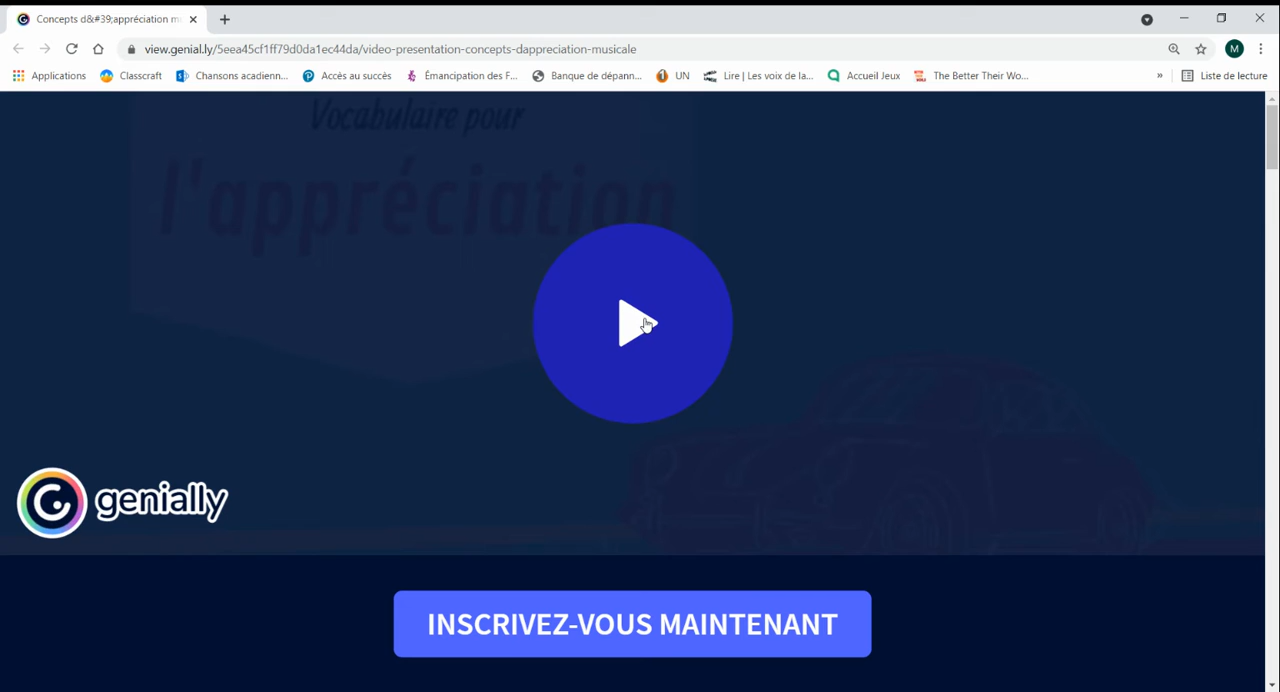 Concepts d&#39;appréciation m
view.genial.ly/5eea45cf1ff79d0da1ec44da/video-presentation-concepts-dappreciation-musicale
M
Applications
Classcraft
Chansons acadienn...
Accès au succès
Émancipation des F...
Banque de dépann...
UN
Lire | Les voix de la...
Accueil Jeux
The Better Their Wo...
»
Liste de lecture
Vocabulaire pour
l'appréciation
genially
INSCRIVEZ-VOUS MAINTENANT